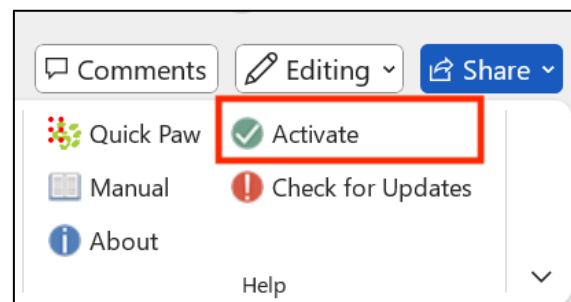 Comments Editing Share
Quick Paw Activate
Manual Check for Updates
About
Help